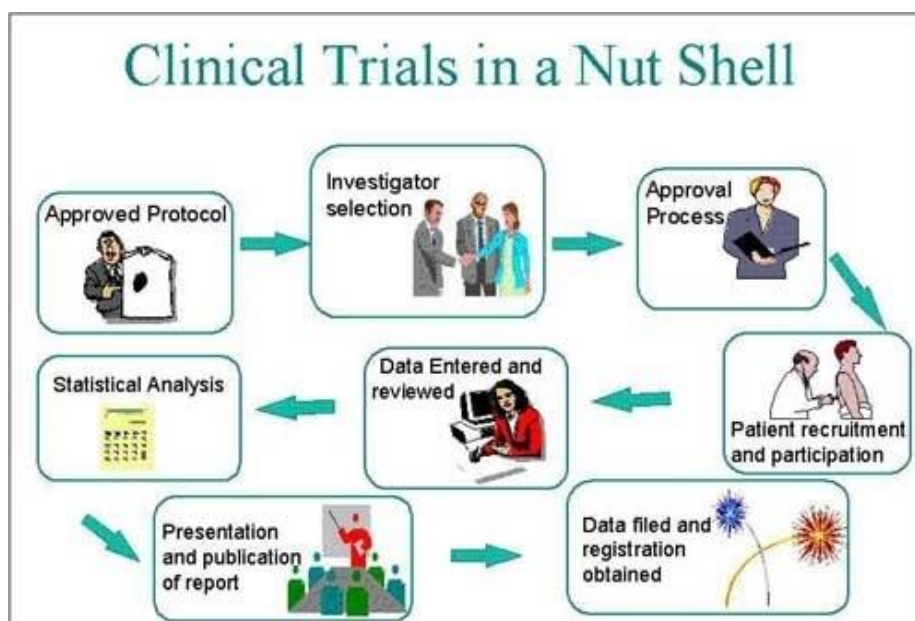 Clinical Trials in a Nut Shell
Approved Protocol
Investigator
selection
Approval
Process
Patient recruitment
and participation
Data Entered and
reviewed
Statistical Analysis
Presentation
and publication
of report
Data filed and
registration
obtained